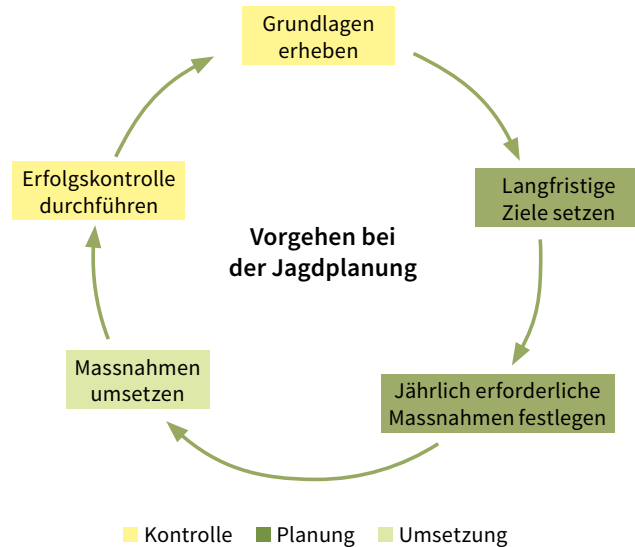 Grundlagen
erheben
Langfristige
Ziele setzen
Jährlich erforderliche
Massnahmen festlegen
Massnahmen
umsetzen
Erfolgskontrolle
durchführen
Vorgehen bei
der Jagdplanung
Kontrolle Planung Umsetzung